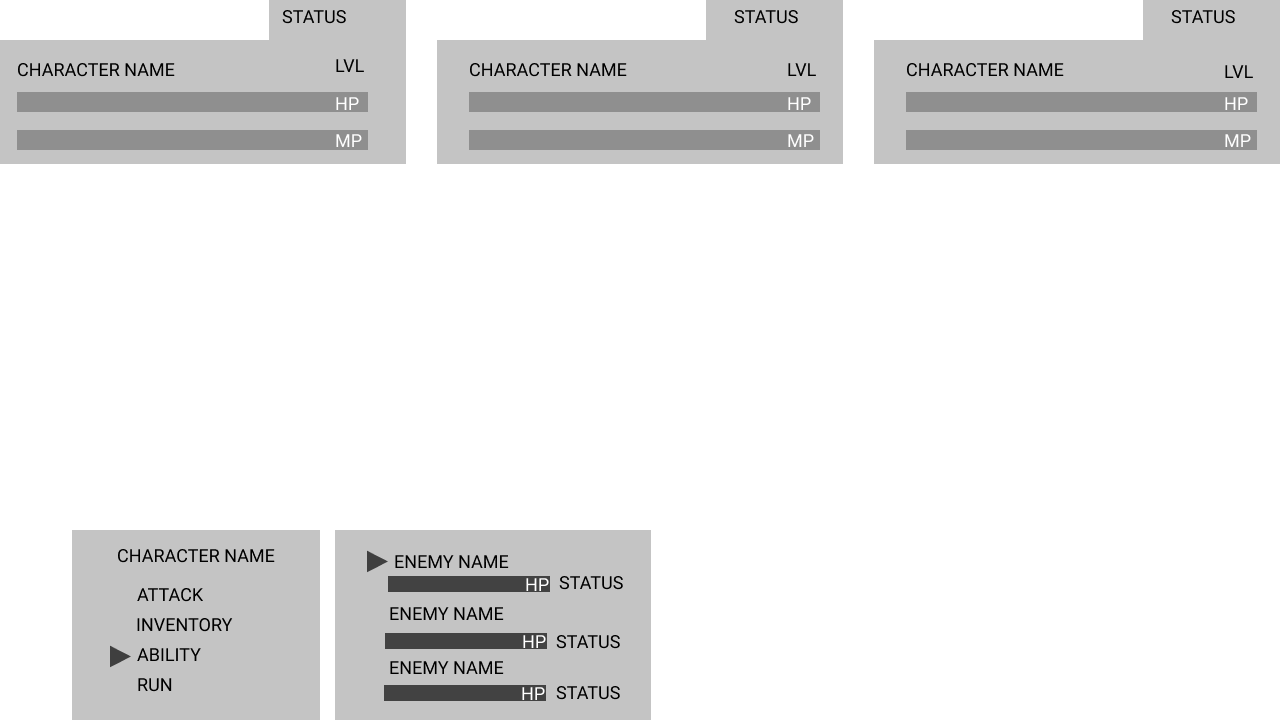 STATUS
CHARACTER NAME LVL
HP
MP
STATUS
CHARACTER NAME LVL
HP
MP
STATUS
CHARACTER NAME LVL
HP
MP
CHARACTER NAME
ATTACK
INVENTORY
ABILITY
RUN
ENEMY NAME
HP STATUS
ENEMY NAME
HP STATUS
ENEMY NAME
HP STATUS